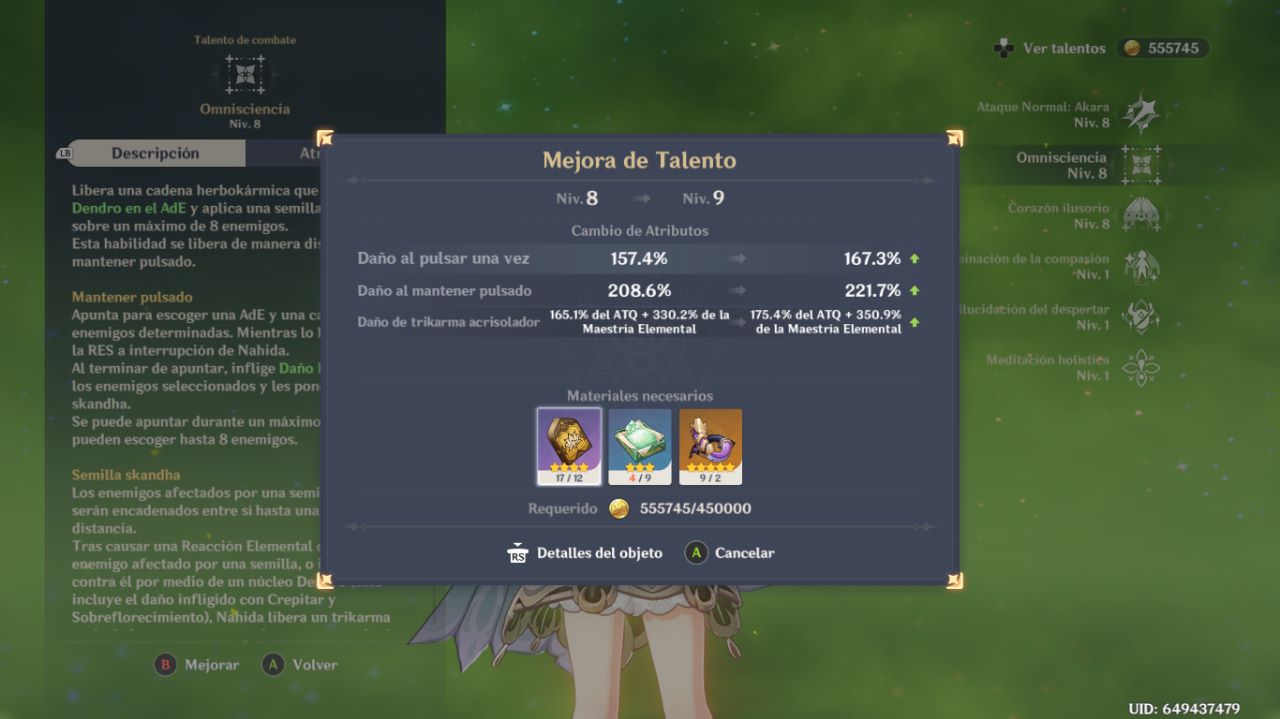 Talento de combate
Omnisciencia
Niv. 8
LB
Descripción
Libera una cadena herbokármica que
Dendro en el AdE y aplica una semilla
sobre un máximo de 8 enemigos.
Esta habilidad se libera de manera
mantener pulsado.
Mantener pulsado
Apunta para escoger una AdE y una
enemigos determinadas. Mientras lo
la RES a interrupción de Nahida.
Al terminar de apuntar, inflige Daño
los enemigos seleccionados y les
skandha.
Se puede apuntar durante un máximo
pueden escoger hasta 8 enemigos.
Semilla skandha
Los enemigos afectados por una
serán encadenados entre sí hasta una
distancia.
Tras causar una Reacción Elemental
enemigo afectado por una semilla, o
contra él por medio de un núcleo
incluye el daño infligido con Crepitar y
Sobreflorecimiento), Nahida libera un trikarma
B Mejorar A Volver
Mejora de Talento
Niv. 8 Niv. 9
Cambio de Atributos
Daño al pulsar una vez 157.4% 167.3%
Daño al mantener pulsado 208.6% 221.7%
Daño de trikarma acrisolador 165.1% del ATQ + 330.2% de la Maestría Elemental 175.4% del ATQ + 350.9% de la Maestría Elemental
Materiales necesarios
17 / 12 4 / 9 9 / 2
Requerido 555745/450000
RS Detalles del objeto A Cancelar
Ver talentos 555745
Ataque Normal: Akara
Niv. 8
Omnisciencia
Niv. 8
Corazón ilusorio
Niv. 8
de la compasión
Niv. 1
del despertar
Niv. 1
Meditación holística
Niv. 1
UID: 649437479